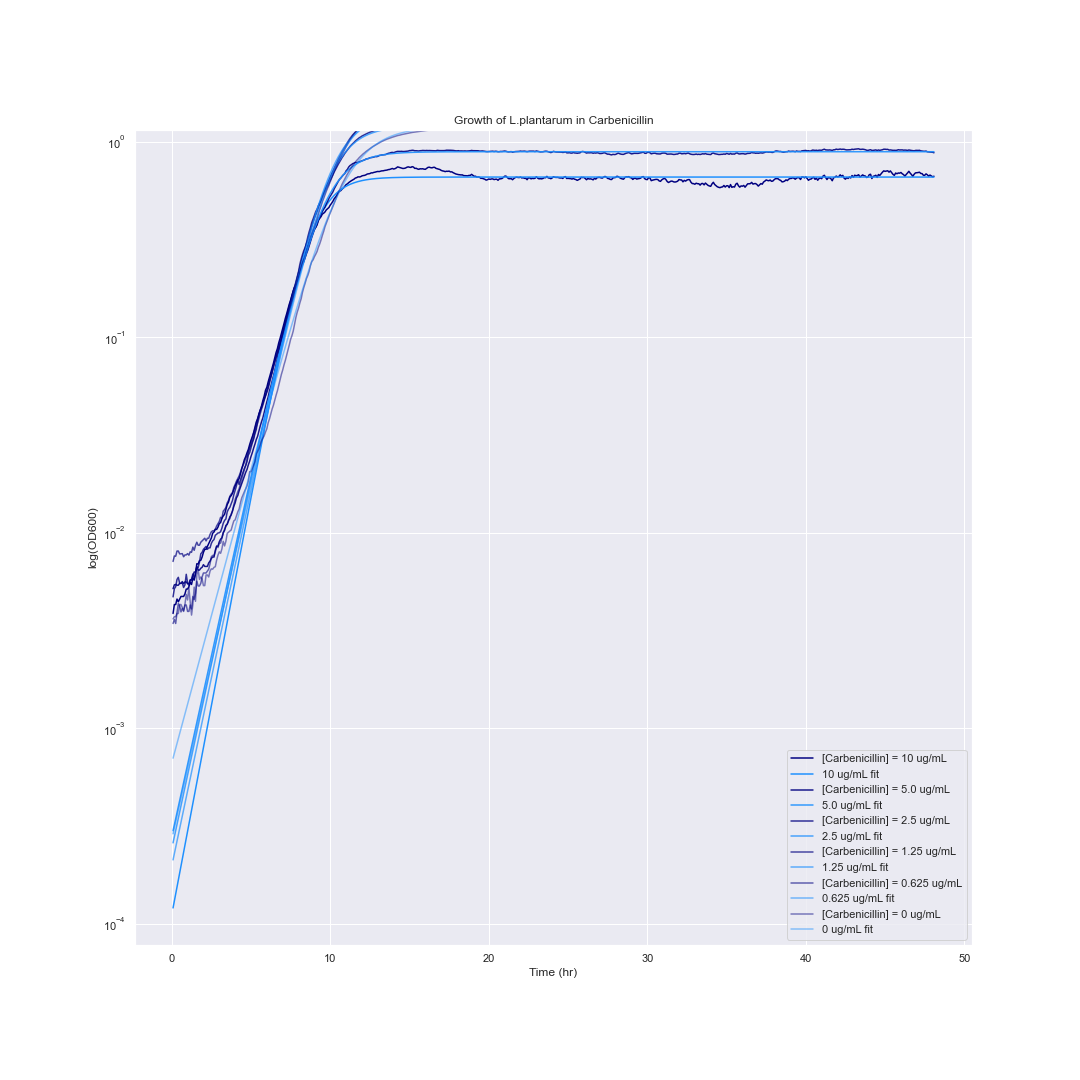 Growth of L.plantarum in Carbenicillin
10⁰
10⁻¹
10⁻²
10⁻³
10⁻⁴
log(OD600)
0 10 20 30 40 50
Time (hr)
[Carbenicillin] = 10 ug/mL
10 ug/mL fit
[Carbenicillin] = 5.0 ug/mL
5.0 ug/mL fit
[Carbenicillin] = 2.5 ug/mL
2.5 ug/mL fit
[Carbenicillin] = 1.25 ug/mL
1.25 ug/mL fit
[Carbenicillin] = 0.625 ug/mL
0.625 ug/mL fit
[Carbenicillin] = 0 ug/mL
0 ug/mL fit